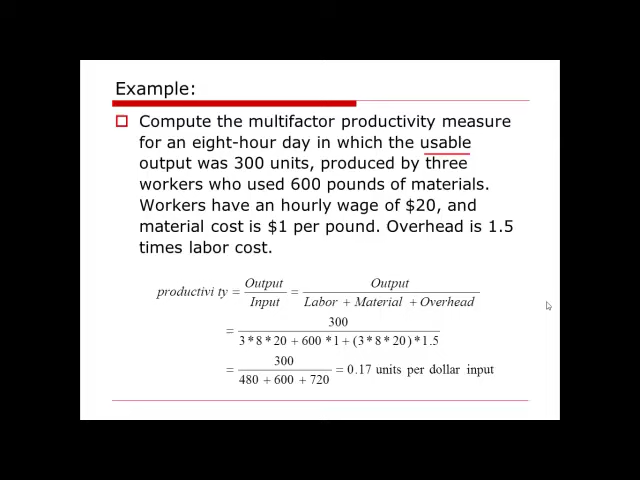 Example:
Compute the multifactor productivity measure
for an eight-hour day in which the usable
output was 300 units, produced by three
workers who used 600 pounds of materials.
Workers have an hourly wage of $20, and
material cost is $1 per pound. Overhead is 1.5
times labor cost.
productivi ty = Output / Input = Output / Labor + Material + Overhead
= 300 / 3*8*20 + 600*1 + (3*8*20)*1.5
= 300 / 480 + 600 + 720 = 0.17 units per dollar input